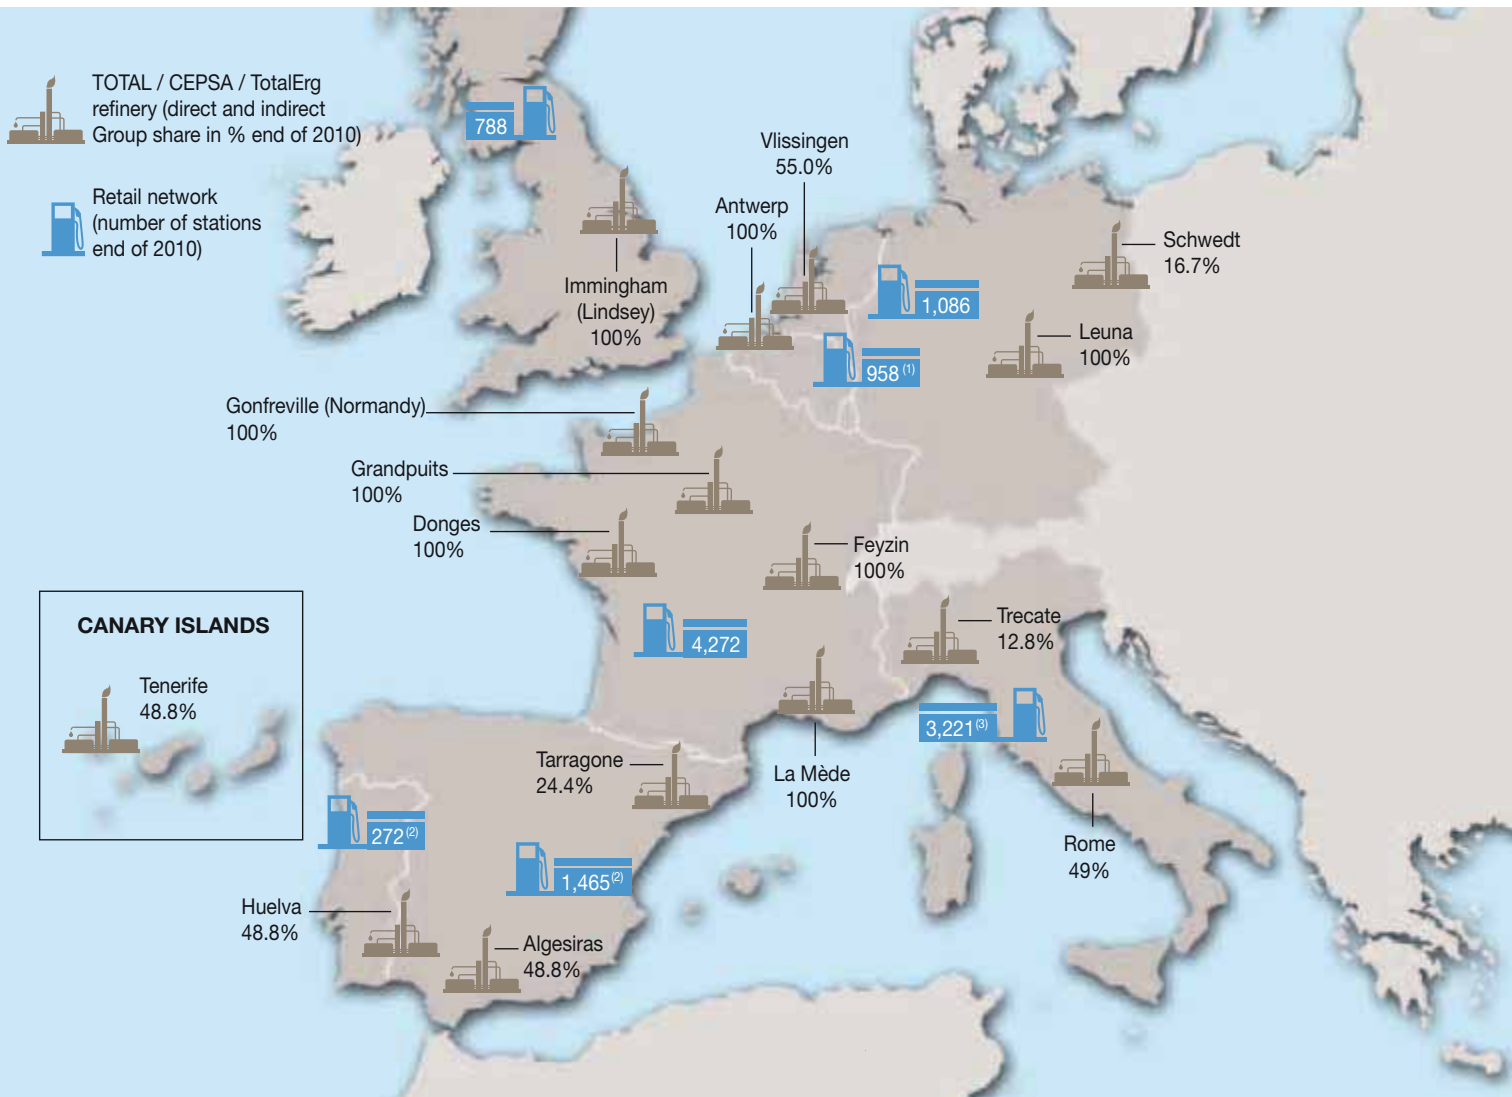 TOTAL / CEPSA / TotalErg
refinery (direct and indirect
Group share in % end of 2010)
Retail network
(number of stations
end of 2010)
788
Vlissingen
55.0%
Antwerp
100%
Schwedt
16.7%
Immingham
(Lindsey)
100%
1,086
Leuna
100%
958 (1)
Gonfreville (Normandy)
100%
Grandpuits
100%
Donges
100%
Feyzin
100%
CANARY ISLANDS
Tenerife
48.8%
4,272
Trecate
12.8%
3,221(3)
Tarragone
24.4%
La Mède
100%
272(2)
1,465(2)
Rome
49%
Huelva
48.8%
Algesiras
48.8%